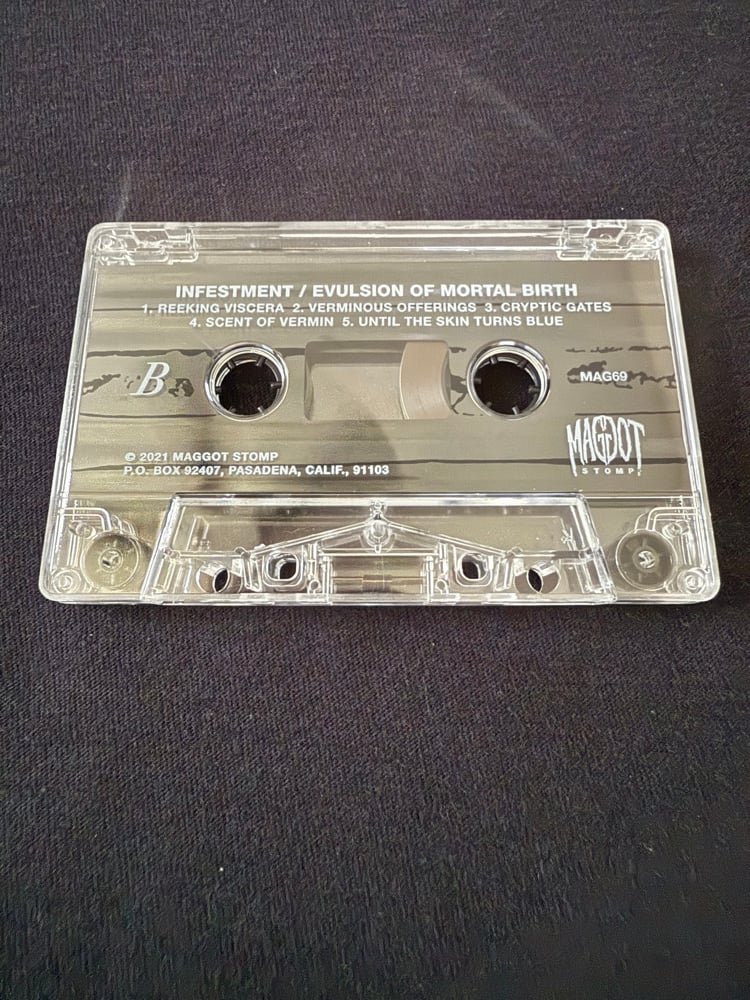 INFESTMENT / EVULSION OF MORTAL BIRTH
1. REEKING VISCERA 2. VERMINOUS OFFERINGS 3. CRYPTIC GATES
4. SCENT OF VERMIN 5. UNTIL THE SKIN TURNS BLUE
B
MAG69
© 2021 MAGGOT STOMP
P.O. BOX 92407, PASADENA, CALIF., 91103
MAGGOT
STOMP